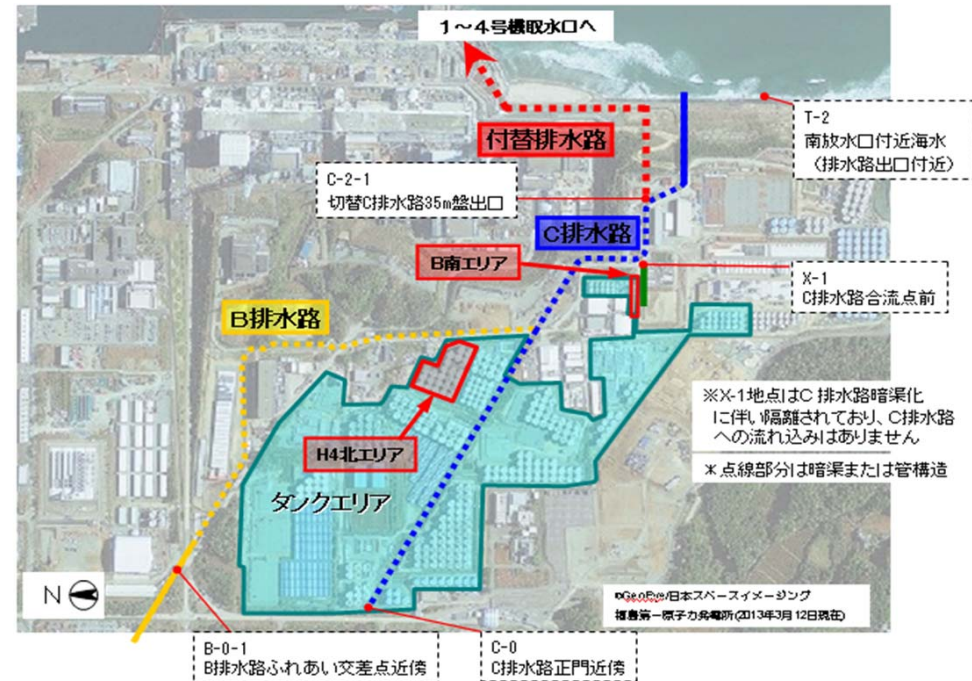 1～4号機取水口へ
T-2
南放水口付近海水
(排水路出口付近)
付替排水路
C-2-1
切替C排水路35m盤出口
C排水路
B南エリア
X-1
C排水路合流点前
B排水路
※X-1地点はC 排水路暗渠化
に伴い隔離されており、C排水路
への流れ込みはありません
H4北エリア
＊点線部分は暗渠または管構造
タンクエリア
N
©GeoEye/日本スペースイメージング
福島第一原子力発電所(2013年3月12日現在)
B-0-1
B排水路ふれあい交差点近傍
C-0
C排水路正門近傍